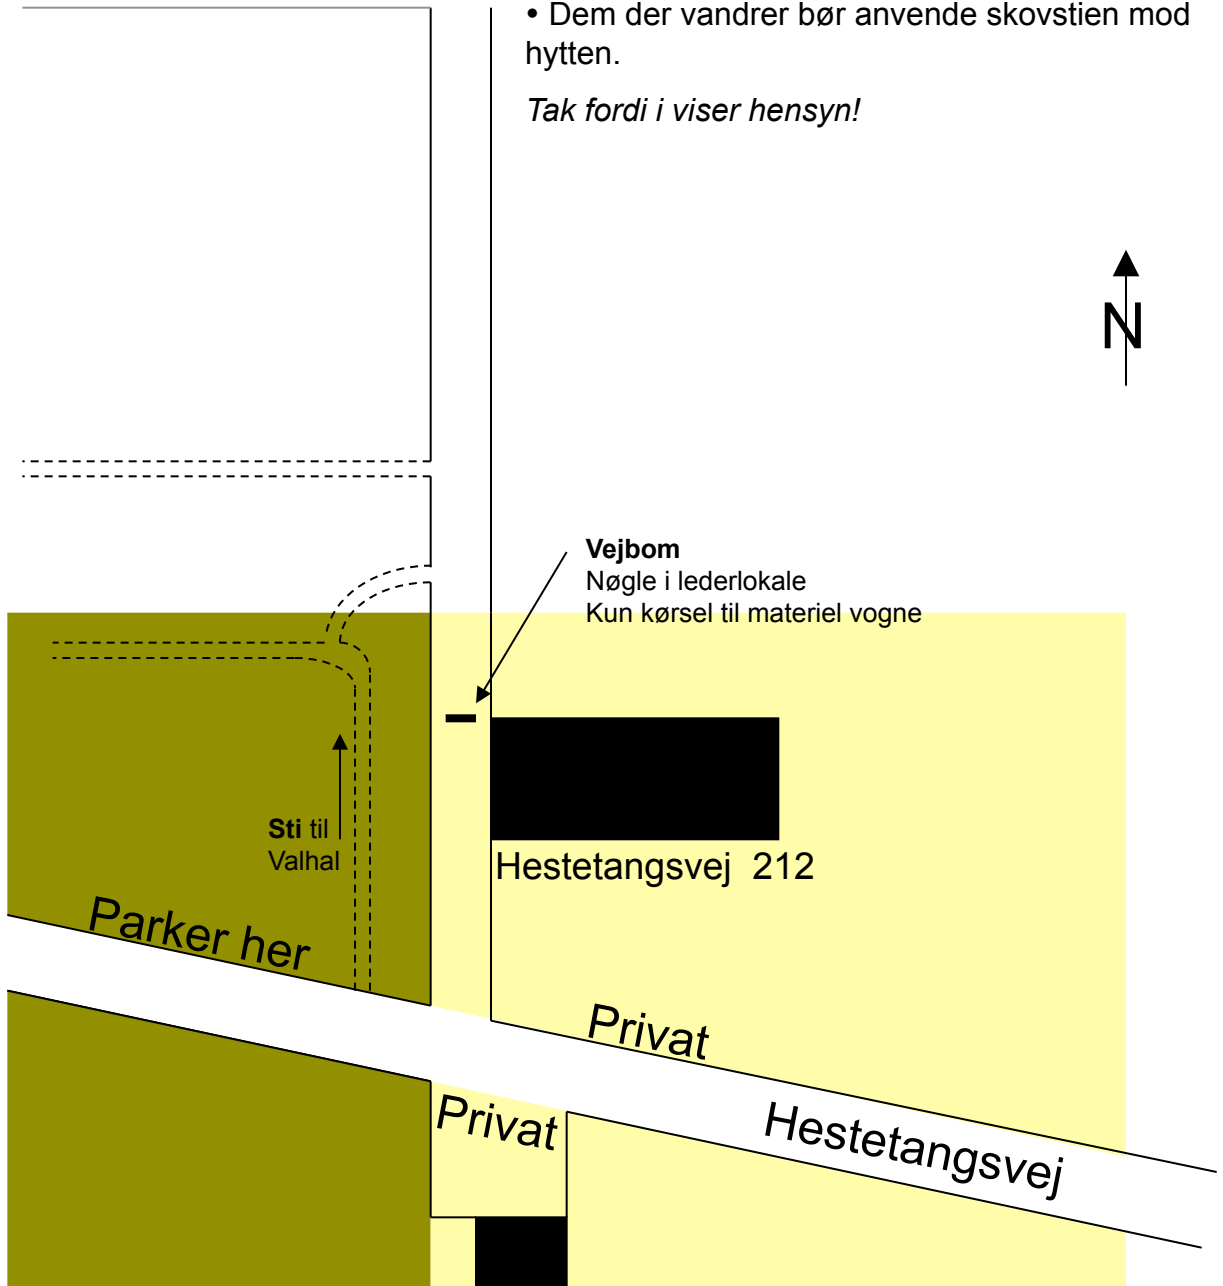 • Dem der vandrer bør anvende skovstien mod
hytten.
Tak fordi i viser hensyn!
N
Vejbom
Nøgle i lederlokale
Kun kørsel til materiel vogne
Sti til
Valhal
Hestetangsvej 212
Parker her
Privat
Privat
Hestetangsvej